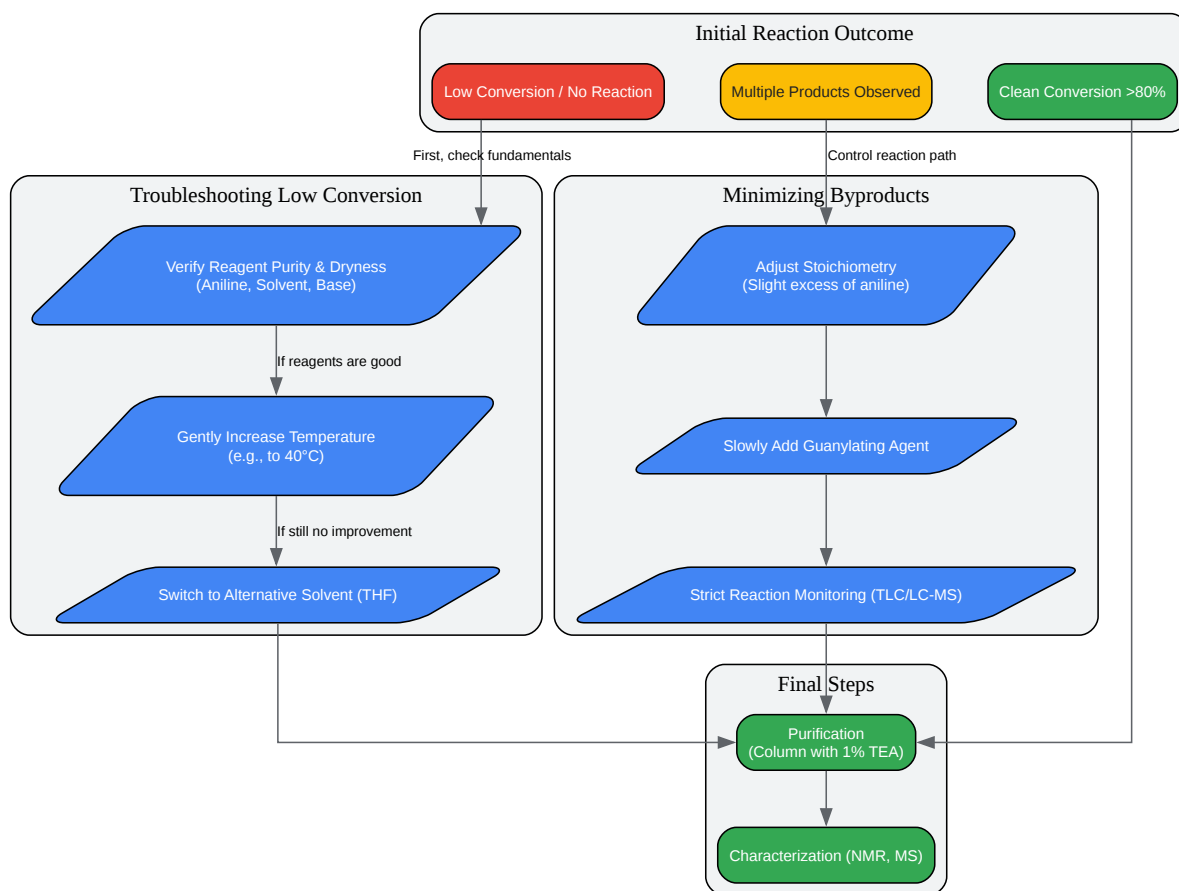 Initial Reaction Outcome
Low Conversion / No Reaction
Multiple Products Observed
Clean Conversion >80%
First, check fundamentals
Control reaction path
Troubleshooting Low Conversion
Verify Reagent Purity & Dryness
(Aniline, Solvent, Base)
If reagents are good
Gently Increase Temperature
(e.g., to 40°C)
If still no improvement
Switch to Alternative Solvent (THF)
Minimizing Byproducts
Adjust Stoichiometry
(Slight excess of aniline)
Slowly Add Guanylating Agent
Strict Reaction Monitoring (TLC/LC-MS)
Final Steps
Purification
(Column with 1% TEA)
Characterization (NMR, MS)